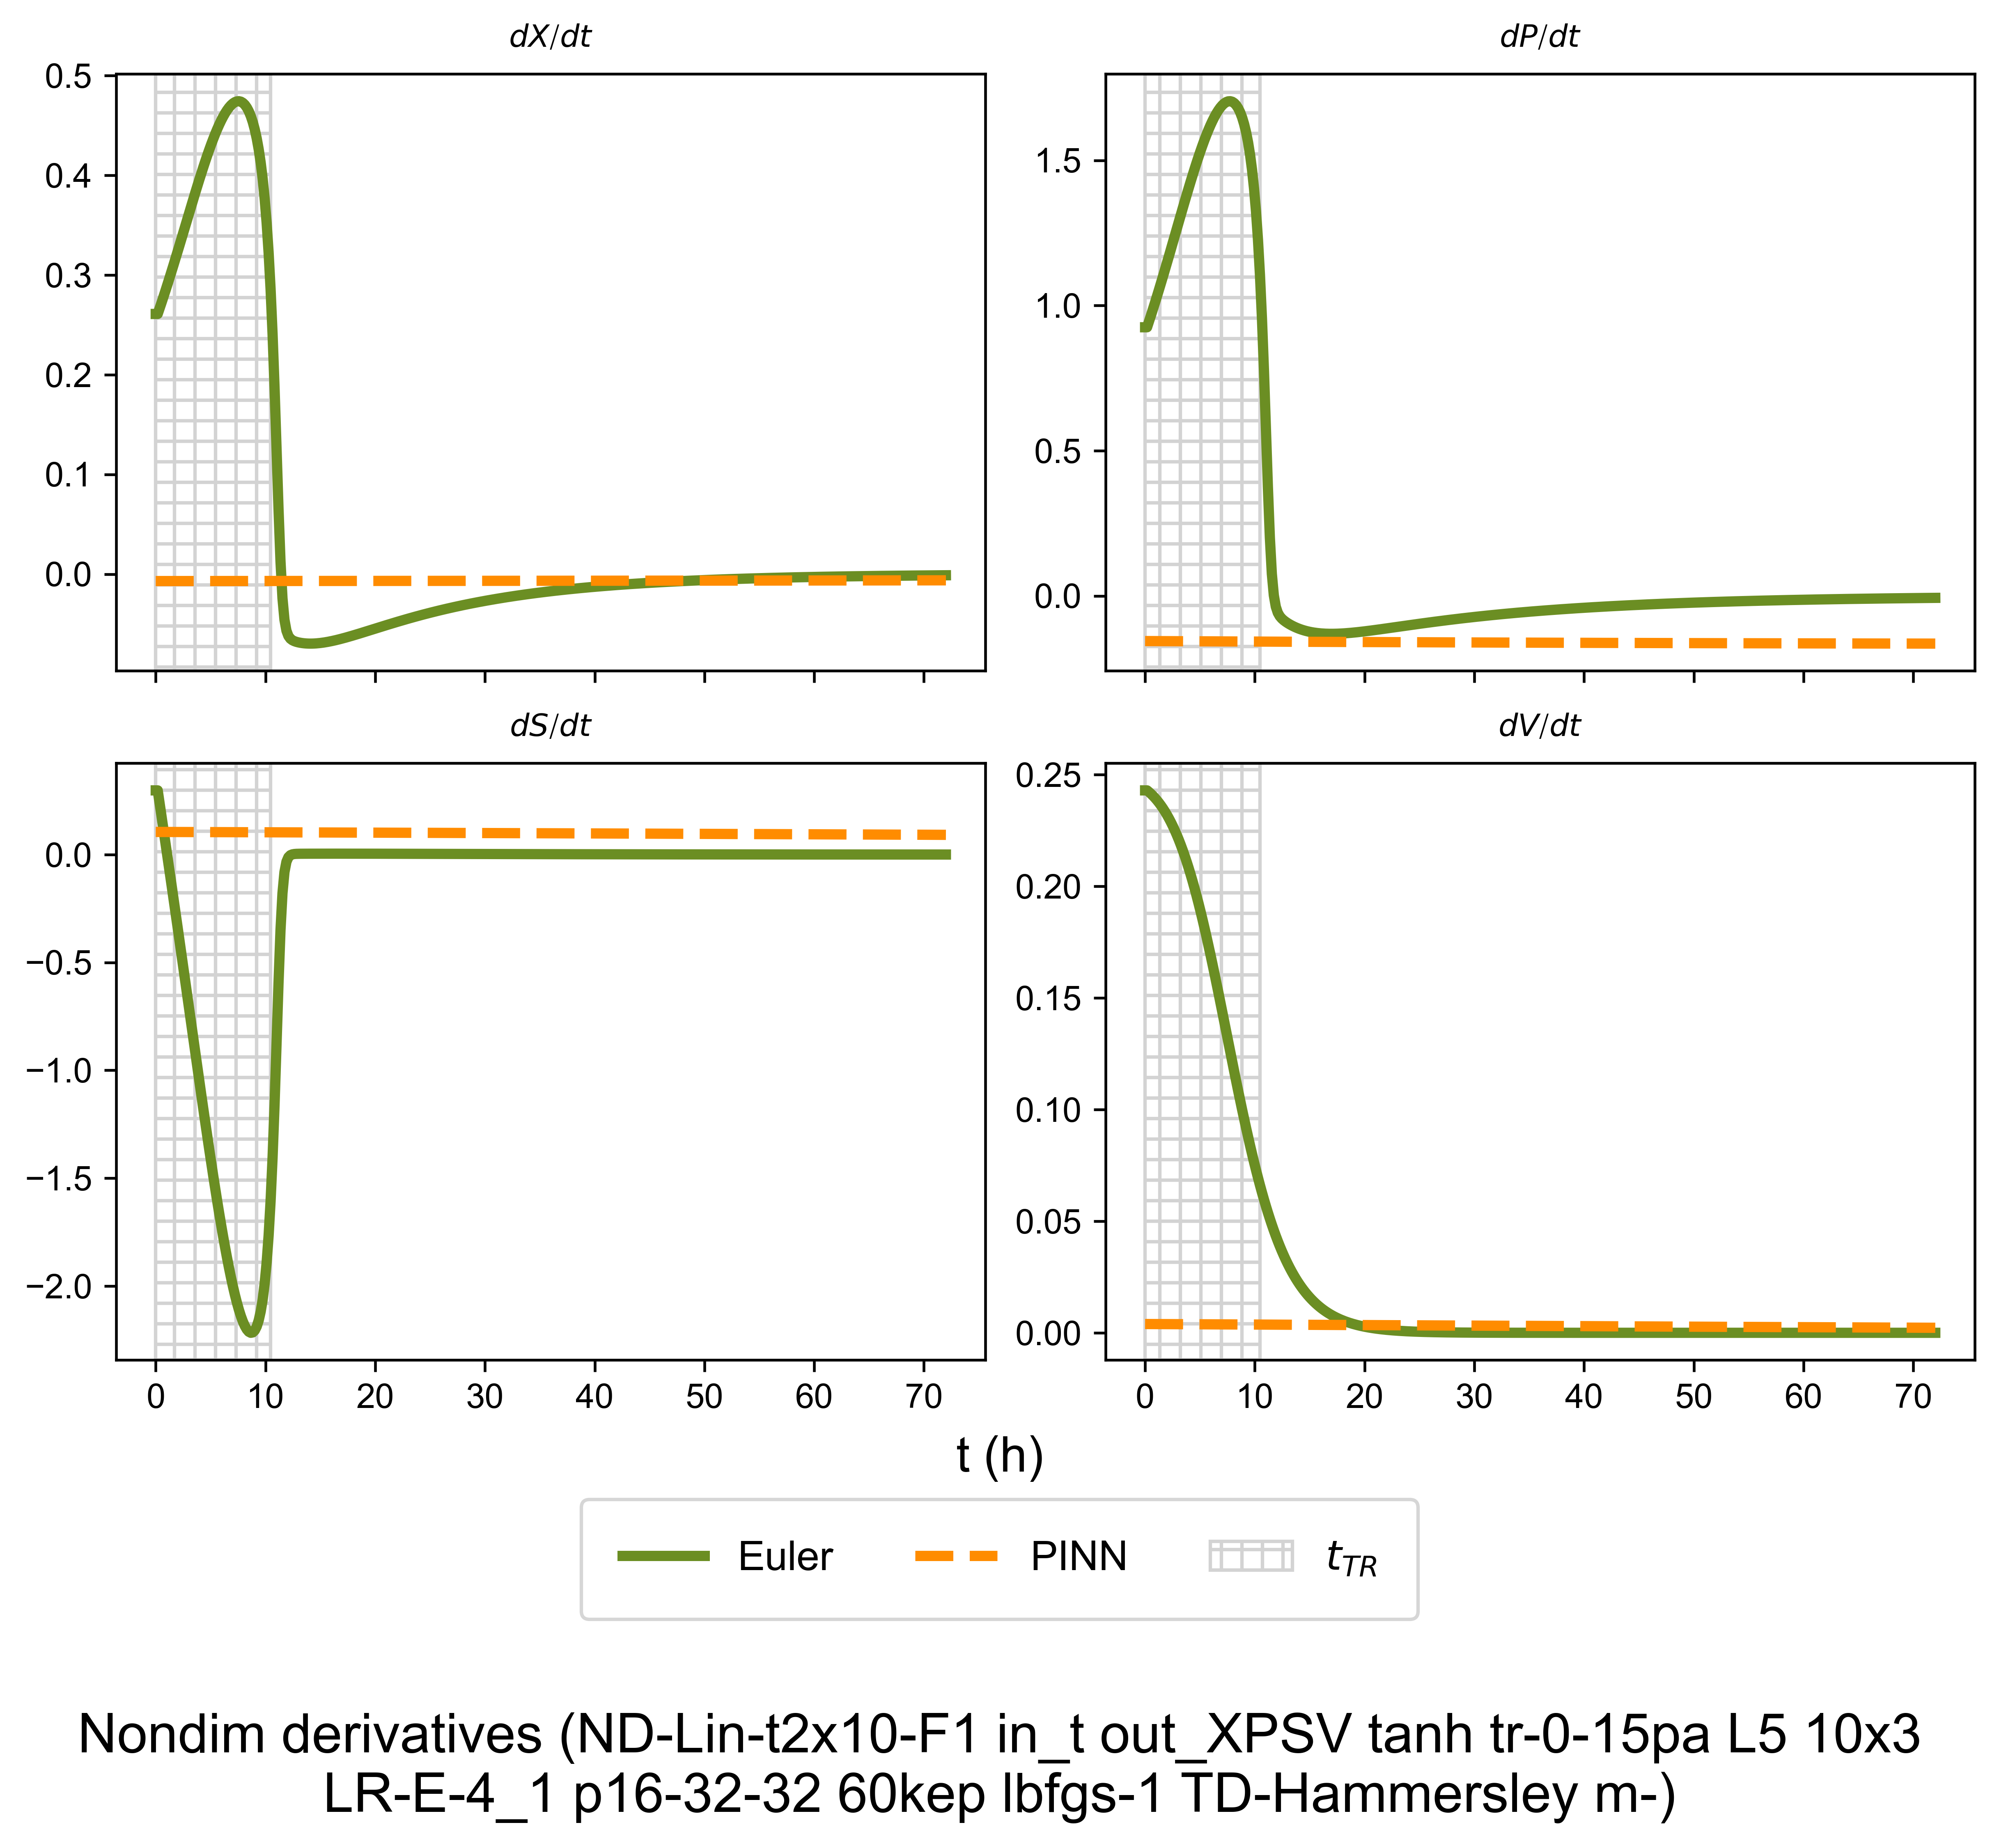 dX/dt
dP/dt
0.5
0.4
0.3
0.2
0.1
0.0
1.5
1.0
0.5
0.0
dS/dt
dV/dt
0.0
−0.5
−1.0
−1.5
−2.0
0.25
0.20
0.15
0.10
0.05
0.00
0 10 20 30 40 50 60 70
0 10 20 30 40 50 60 70
t (h)
Euler PINN t_TR
Nondim derivatives (ND-Lin-t2x10-F1 in_t out_XPSV tanh tr-0-15pa L5 10x3
LR-E-4_1 p16-32-32 60kep lbfgs-1 TD-Hammersley m-)